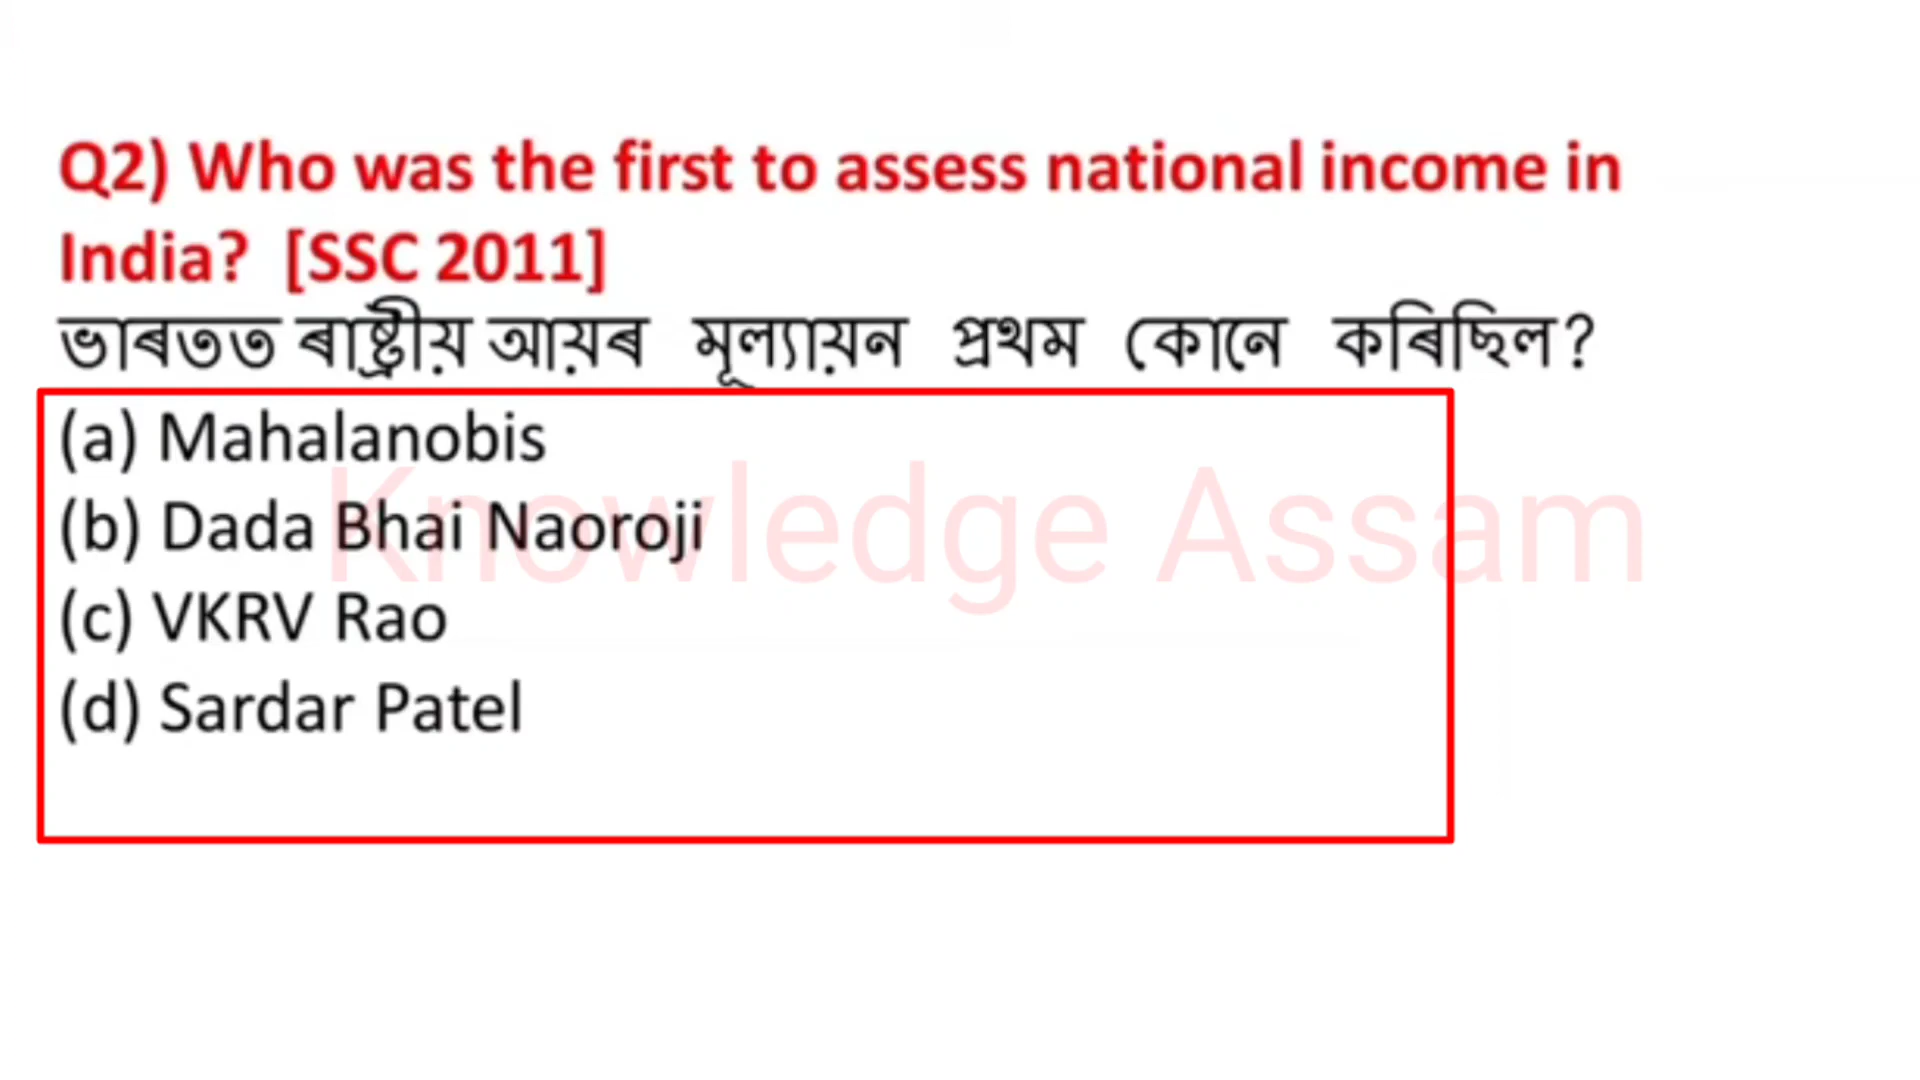 Q2) Who was the first to assess national income in
India? [SSC 2011]
ভাৰতত ৰাষ্ট্ৰীয় আয়ৰ মূল্যায়ন প্ৰথম কোনে কৰিছিল?
(a) Mahalanobis
(b) Dada Bhai Naoroji
(c) VKRV Rao
(d) Sardar Patel
Knowledge Assam